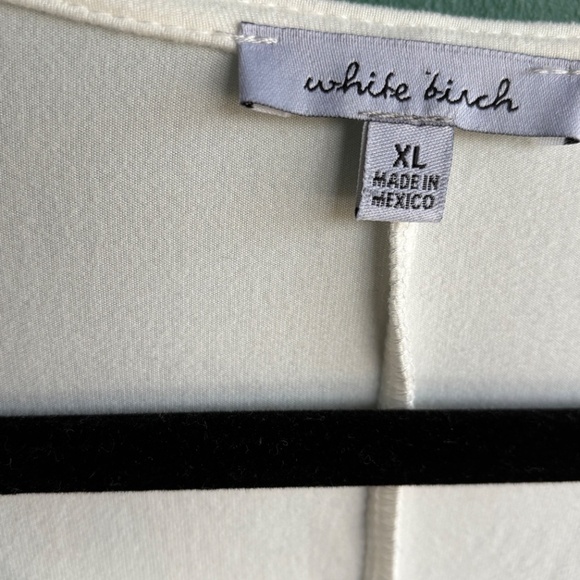 white birch
XL
MADE IN
MEXICO